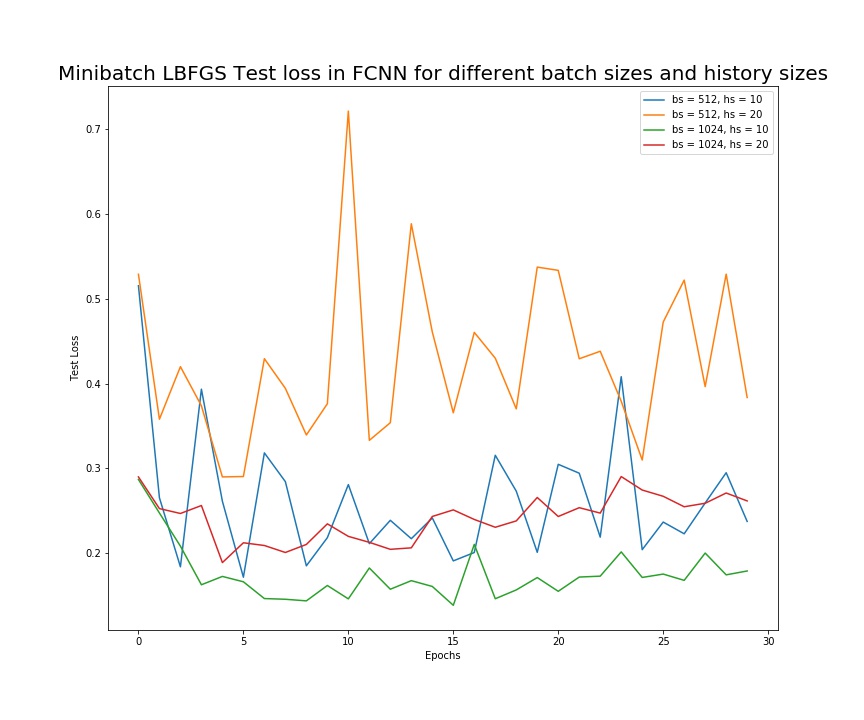 Minibatch LBFGS Test loss in FCNN for different batch sizes and history sizes
bs = 512, hs = 10
bs = 512, hs = 20
bs = 1024, hs = 10
bs = 1024, hs = 20
0.7
0.6
0.5
0.4
0.3
0.2
Test Loss
0 5 10 15 20 25 30
Epochs